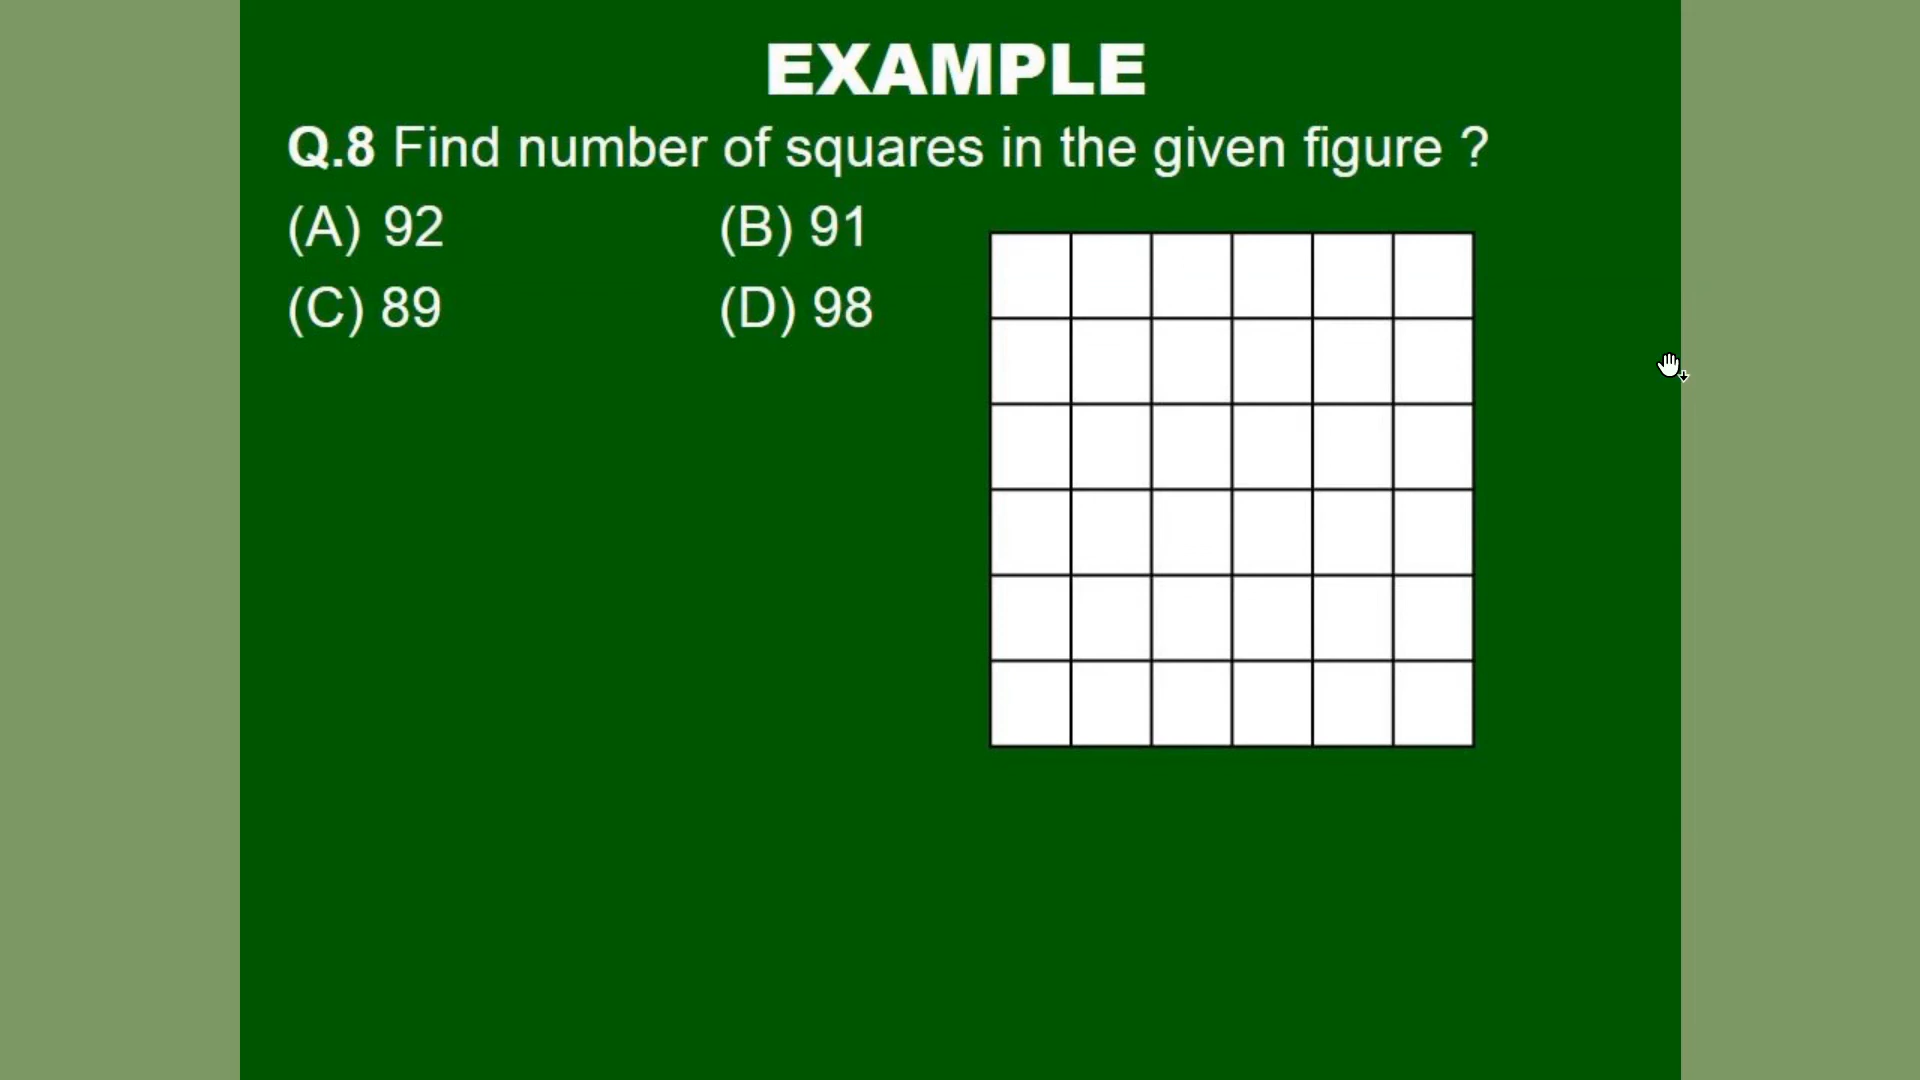 EXAMPLE
Q.8 Find number of squares in the given figure ?
(A) 92 (B) 91
(C) 89 (D) 98